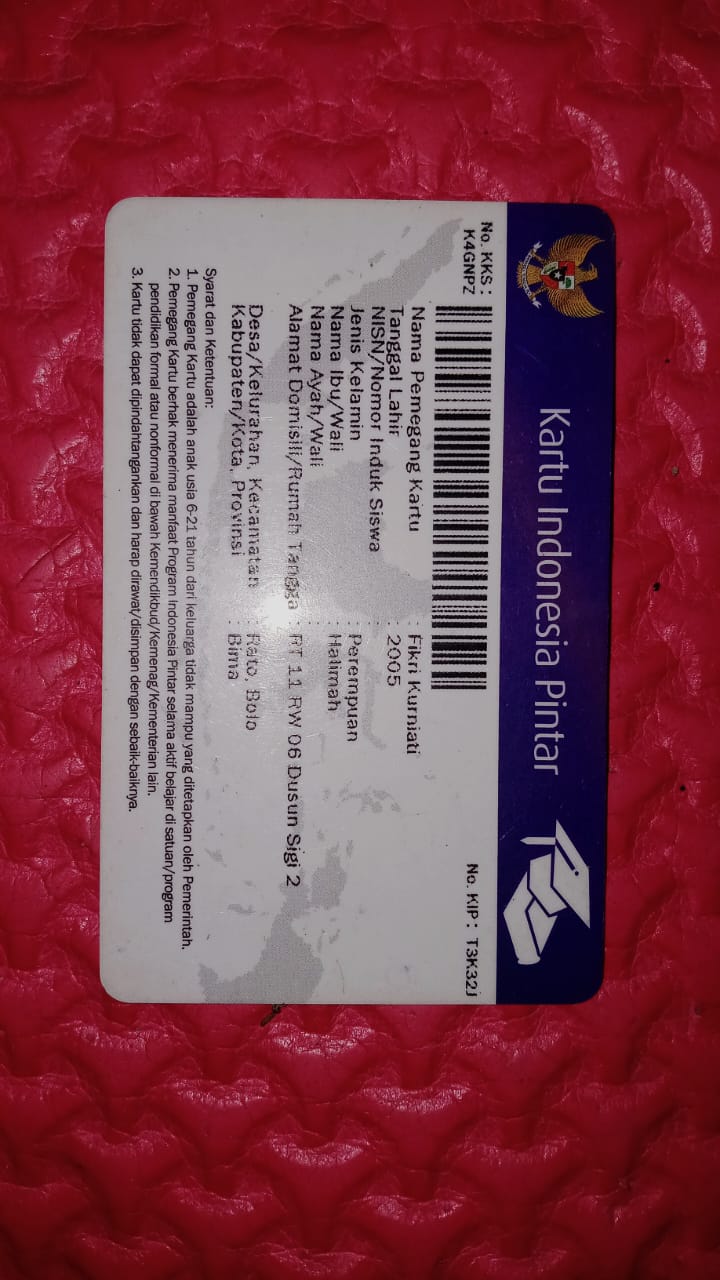 Kartu Indonesia Pintar
No. KKS :
K4GNPZ
No. KIP : T3K32J
Nama Pemegang Kartu : Fikri Kurniati
Tanggal Lahir : 2005
NISN/Nomor Induk Siswa :
Jenis Kelamin : Perempuan
Nama Ibu/Wali : Halimah
Nama Ayah/Wali :
Alamat Domisili/Rumah Tangga : RT 11 RW 06 Dusun Sigi 2
Desa/Kelurahan, Kecamatan : Rato, Bolo
Kabupaten/Kota, Provinsi : Bima
Syarat dan Ketentuan:
1. Pemegang Kartu adalah anak usia 6-21 tahun dari keluarga tidak mampu yang ditetapkan oleh Pemerintah.
2. Pemegang Kartu berhak menerima manfaat Program Indonesia Pintar selama aktif belajar di satuan/program
pendidikan formal atau nonformal di bawah Kemendikbud/Kemenag/Kementerian lain.
3. Kartu tidak dapat dipindahtangankan dan harap dirawat/disimpan dengan sebaik-baiknya.